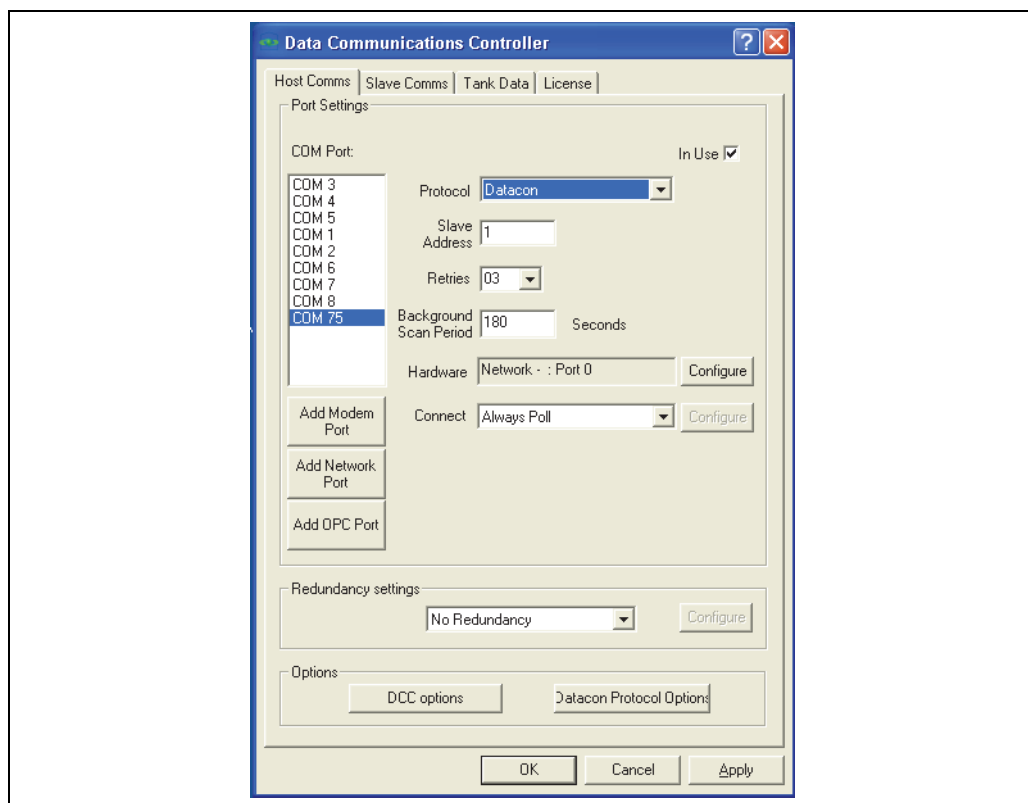 Data Communications Controller
?
Host Comms
Slave Comms
Tank Data
License
Port Settings
COM Port:
In Use
COM 3
COM 4
COM 5
COM 1
COM 2
COM 6
COM 7
COM 8
COM 75
Protocol
Datacon
Slave
Address
1
Retries
03
Background
Scan Period
180
Seconds
Hardware
Network - : Port 0
Configure
Connect
Always Poll
Configure
Add Modem
Port
Add Network
Port
Add OPC Port
Redundancy settings
No Redundancy
Configure
Options
DCC options
Datacon Protocol Options
OK
Cancel
Apply